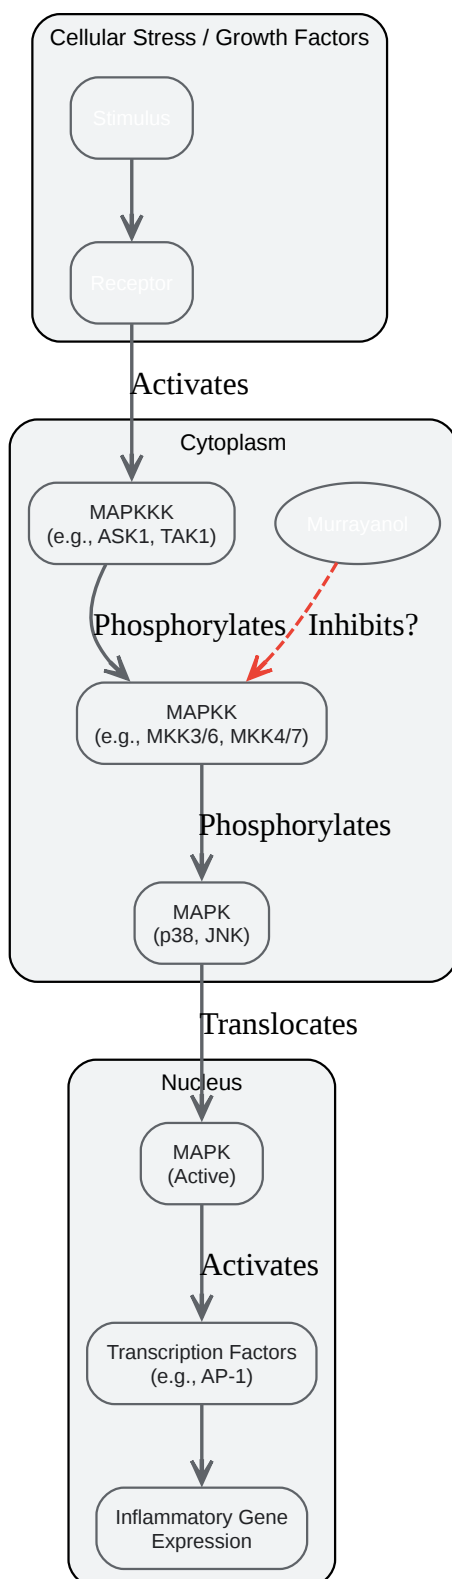 Cellular Stress / Growth Factors
Stimulus
Receptor
Activates
Cytoplasm
MAPKKK
(e.g., ASK1, TAK1)
Murrayanol
Phosphorylates
Inhibits?
MAPKK
(e.g., MKK3/6, MKK4/7)
Phosphorylates
MAPK
(p38, JNK)
Translocates
Nucleus
MAPK
(Active)
Activates
Transcription Factors
(e.g., AP-1)
Inflammatory Gene
Expression